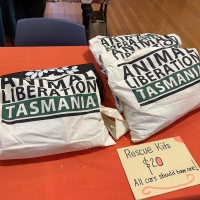 ANIMAL
LIBERATION
TASMANIA
ANIMAL
LIBERATION
TASMANIA
Rescue Kits
$20
All cars should have one!